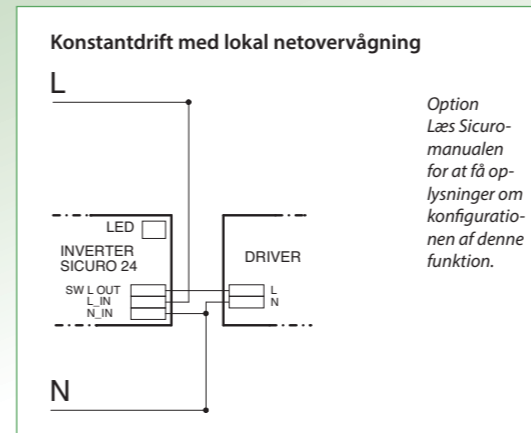 Konstantdrift med lokal netovervågning
L
Option
Læs Sicuro-
manualen
for at få op-
lysninger om
konfiguratio-
nen af denne
funktion.
LED
INVERTER
SICURO 24
DRIVER
SW L OUT
L_IN
N_IN
L
N
N